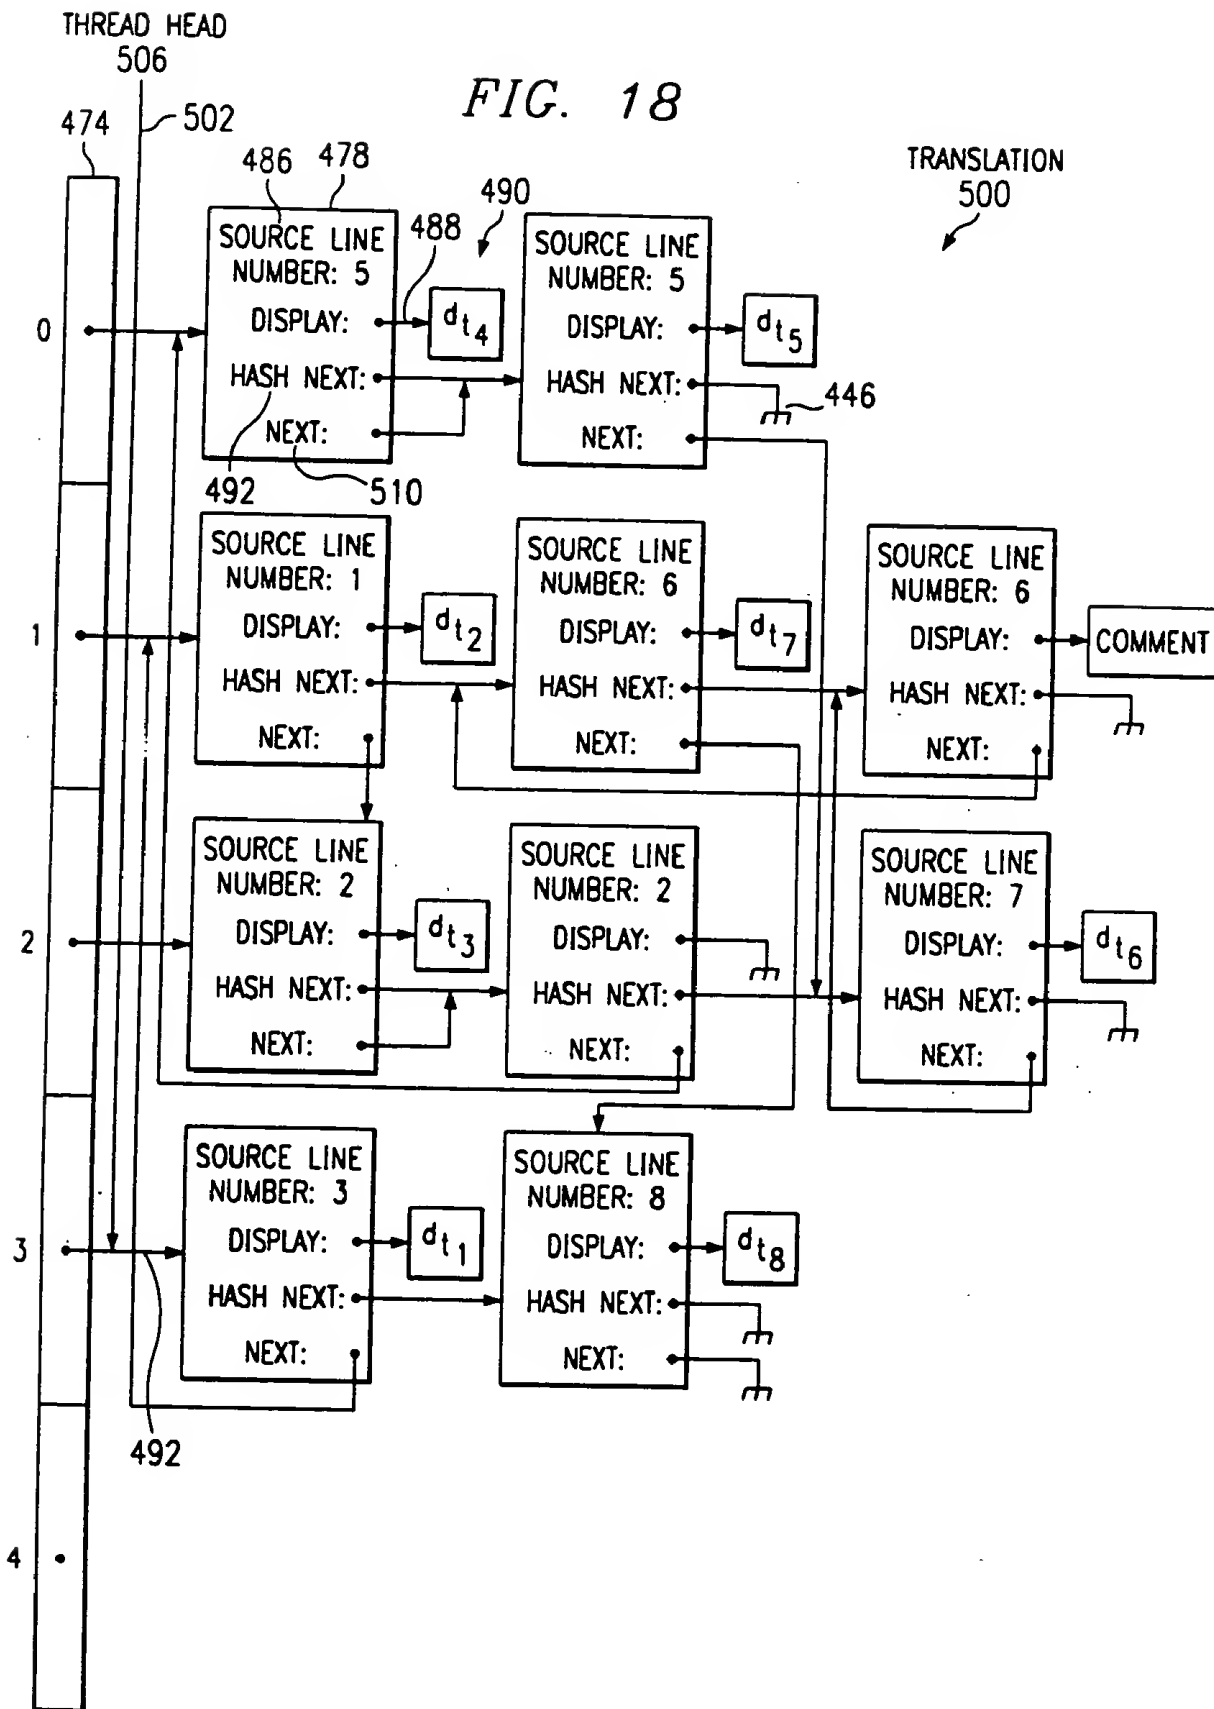 THREAD HEAD
506
FIG. 18
474
502
486
478
490
488
TRANSLATION
500
0
SOURCE LINE
NUMBER: 5
DISPLAY:
dt4
HASH NEXT:
NEXT:
492
510
SOURCE LINE
NUMBER: 5
DISPLAY:
dt5
HASH NEXT:
446
NEXT:
1
SOURCE LINE
NUMBER: 1
DISPLAY:
dt2
HASH NEXT:
NEXT:
SOURCE LINE
NUMBER: 6
DISPLAY:
dt7
HASH NEXT:
NEXT:
SOURCE LINE
NUMBER: 6
DISPLAY:
COMMENT
HASH NEXT:
NEXT:
2
SOURCE LINE
NUMBER: 2
DISPLAY:
dt3
HASH NEXT:
NEXT:
SOURCE LINE
NUMBER: 2
DISPLAY:
HASH NEXT:
NEXT:
SOURCE LINE
NUMBER: 7
DISPLAY:
dt6
HASH NEXT:
NEXT:
3
SOURCE LINE
NUMBER: 3
DISPLAY:
dt1
HASH NEXT:
NEXT:
SOURCE LINE
NUMBER: 8
DISPLAY:
dt8
HASH NEXT:
NEXT:
492
4